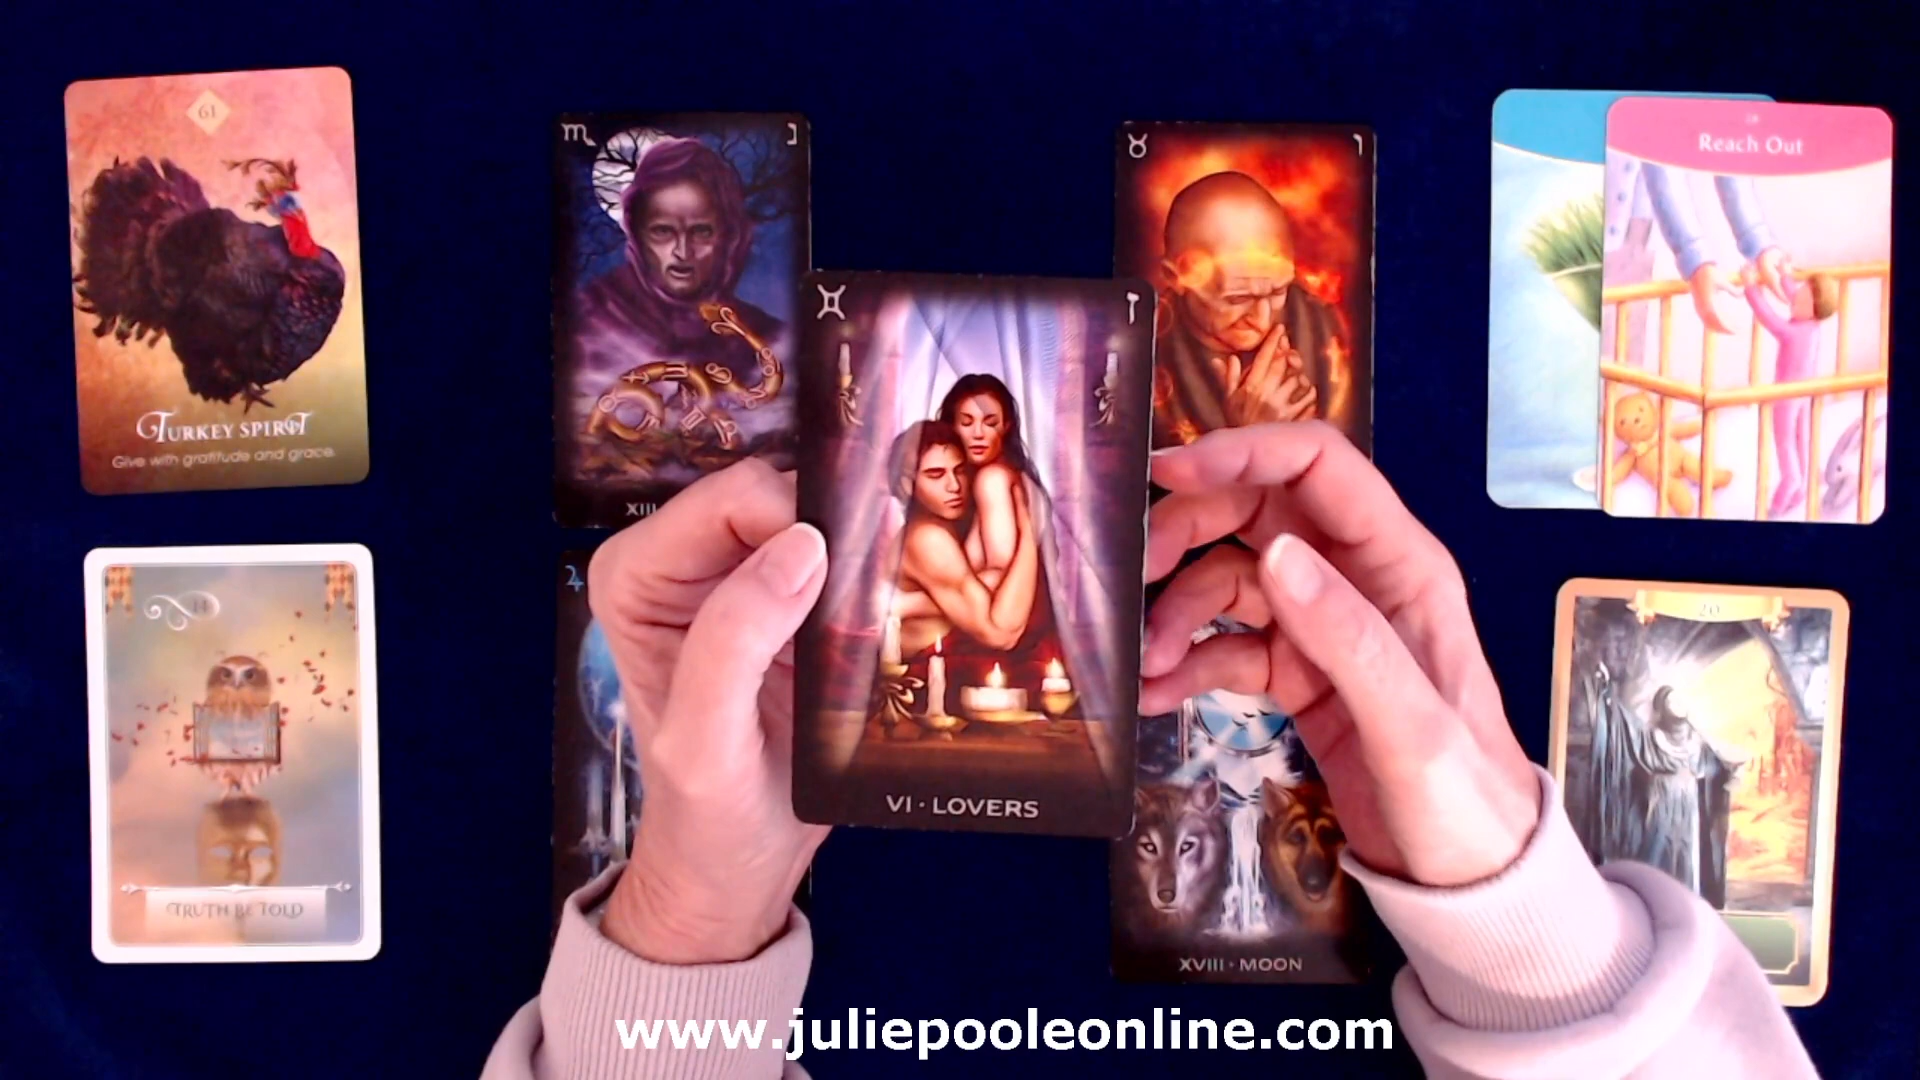 61
TURKEY SPIRIT
Give with gratitude and grace.
XIII
Reach Out
VI · LOVERS
44
TRUTH BE TOLD
20
XVIII · MOON
www.juliepooleonline.com